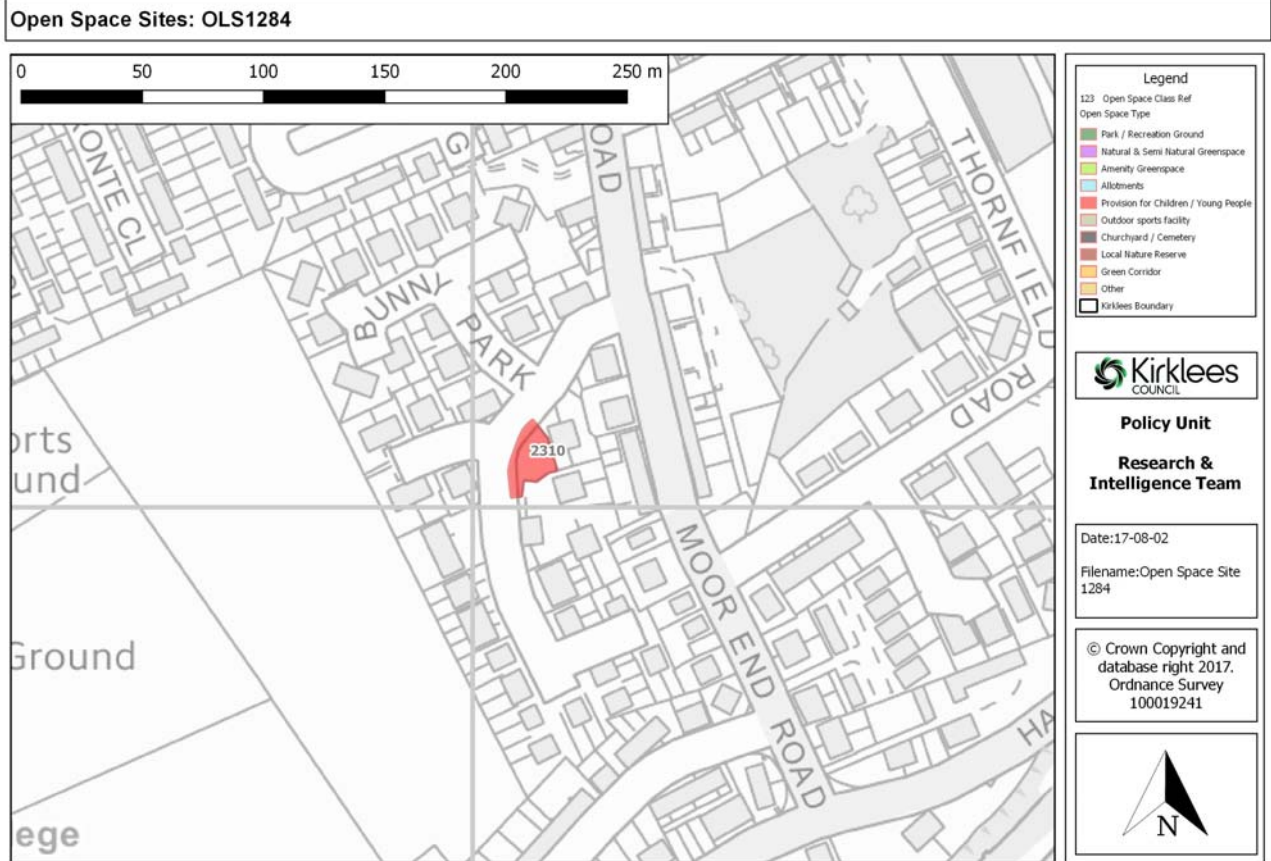 Open Space Sites: OLS1284
0 50 100 150 200 250 m
ONTE CL
G
OAD
THORNFIELD
ROAD
BUNNY
PARK
orts
und
2310
MOOR END ROAD
Ground
HA
ege
Legend
123 Open Space Class Ref
Open Space Type
Park / Recreation Ground
Natural & Semi Natural Greenspace
Amenity Greenspace
Allotments
Provision for Children / Young People
Outdoor sports facility
Churchyard / Cemetery
Local Nature Reserve
Green Corridor
Other
Kirklees Boundary
Kirklees
COUNCIL
Policy Unit
Research &
Intelligence Team
Date:17-08-02
Filename:Open Space Site
1284
© Crown Copyright and
database right 2017.
Ordnance Survey
100019241
N